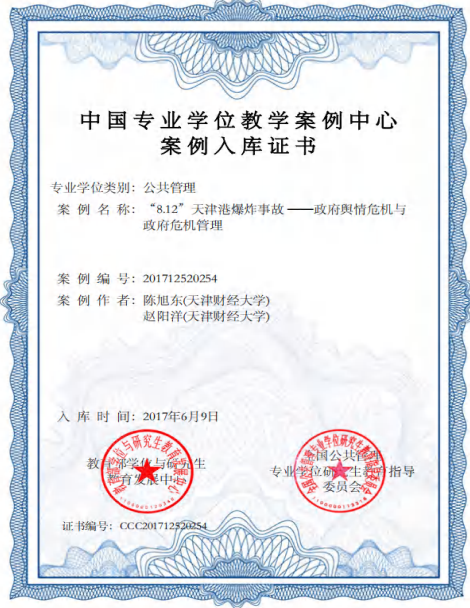 中国专业学位教学案例中心
案例入库证书
专业学位类别：公共管理
案 例 名 称：“8.12”天津港爆炸事故 ——政府舆情危机与
政府危机管理
案 例 编 号：201712520254
案 例 作 者：陈旭东(天津财经大学)
赵阳洋(天津财经大学)
入 库 时 间：2017年6月9日
教育部学位与研究生
教育发展中心
全国公共管理
专业学位研究生教育指导
委员会
证书编号：CCC201712520254